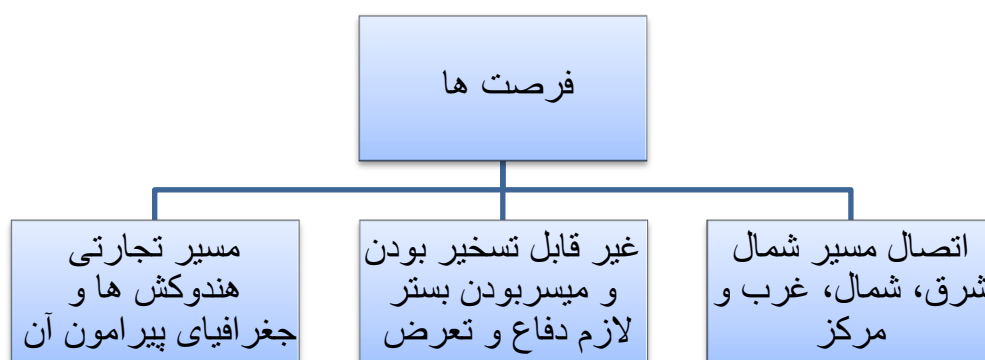 فرصت ها
اتصال مسیر شمال
شرق، شمال، غرب و
مرکز
غیر قابل تسخیر بودن
و میسربودن بستر
لازم دفاع و تعرض
مسیر تجارتی
هندوکش ها و
جغرافیای پیرامون آن